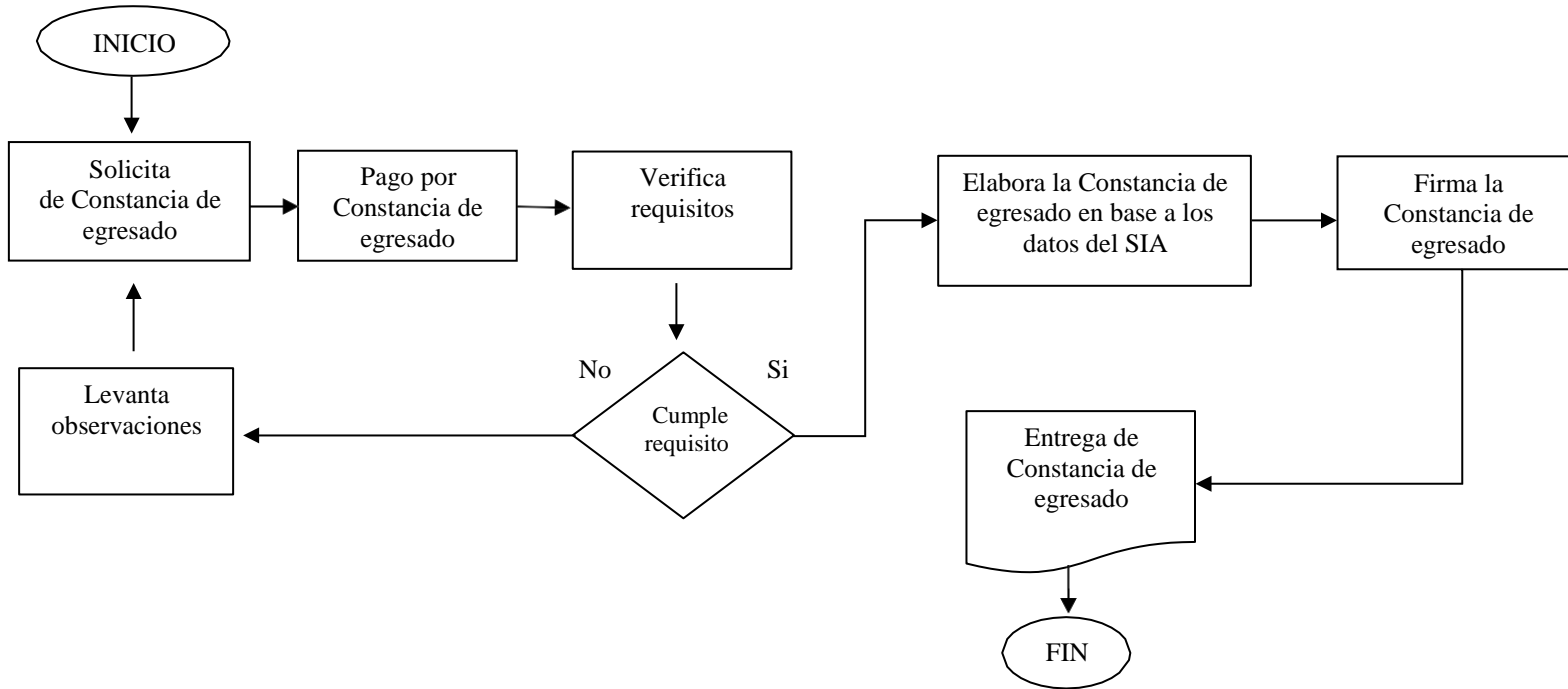 INICIO
Solicita
de Constancia de
egresado
Pago por
Constancia de
egresado
Verifica
requisitos
Elabora la Constancia de
egresado en base a los
datos del SIA
Firma la
Constancia de
egresado
No
Si
Cumple
requisito
Levanta
observaciones
Entrega de
Constancia de
egresado
FIN